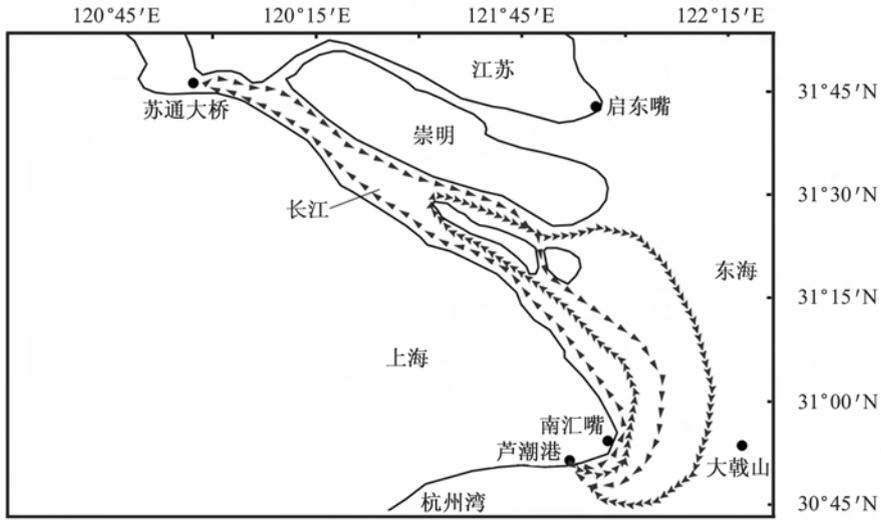 120°45′E 120°15′E 121°45′E 122°15′E
江苏
31°45′N
启东嘴
苏通大桥
崇明
31°30′N
长江
东海
31°15′N
上海
31°00′N
南汇嘴
芦潮港
大戢山
杭州湾
30°45′N